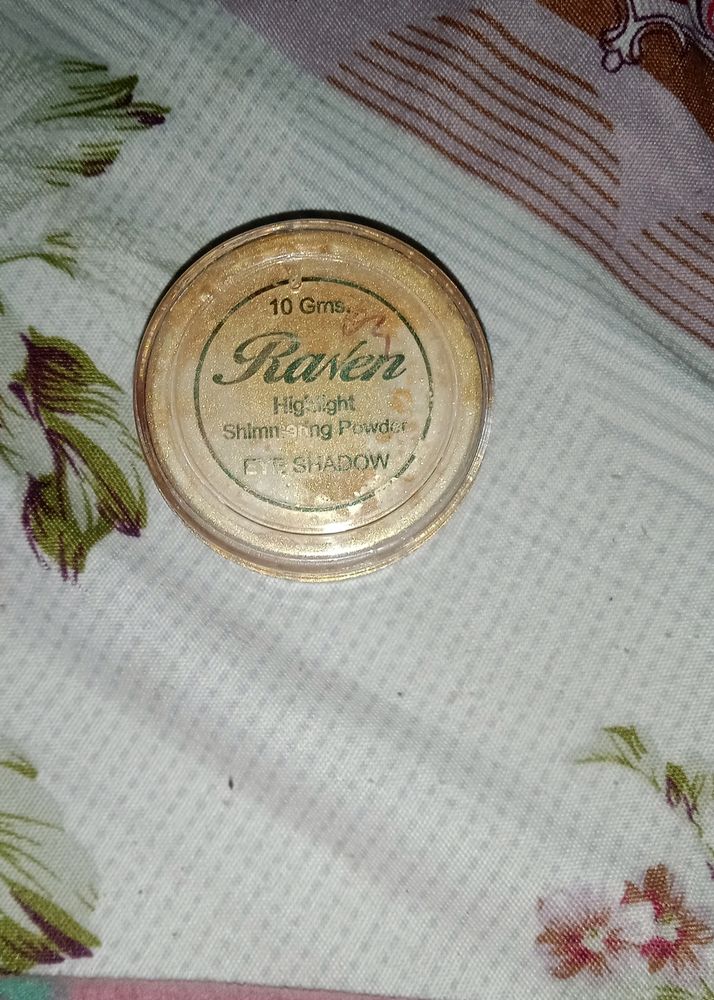 10 Gms.
Raven
Highlight
Shimmering Powder
EYE SHADOW